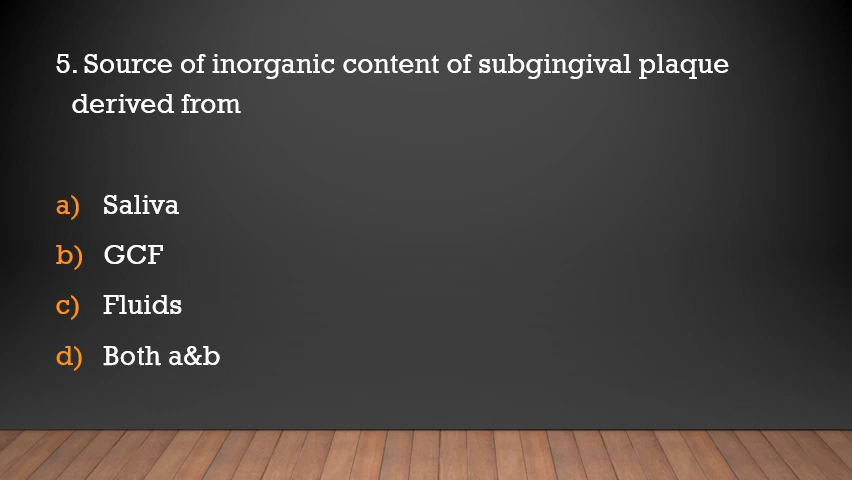 5. Source of inorganic content of subgingival plaque
derived from
a) Saliva
b) GCF
c) Fluids
d) Both a&b